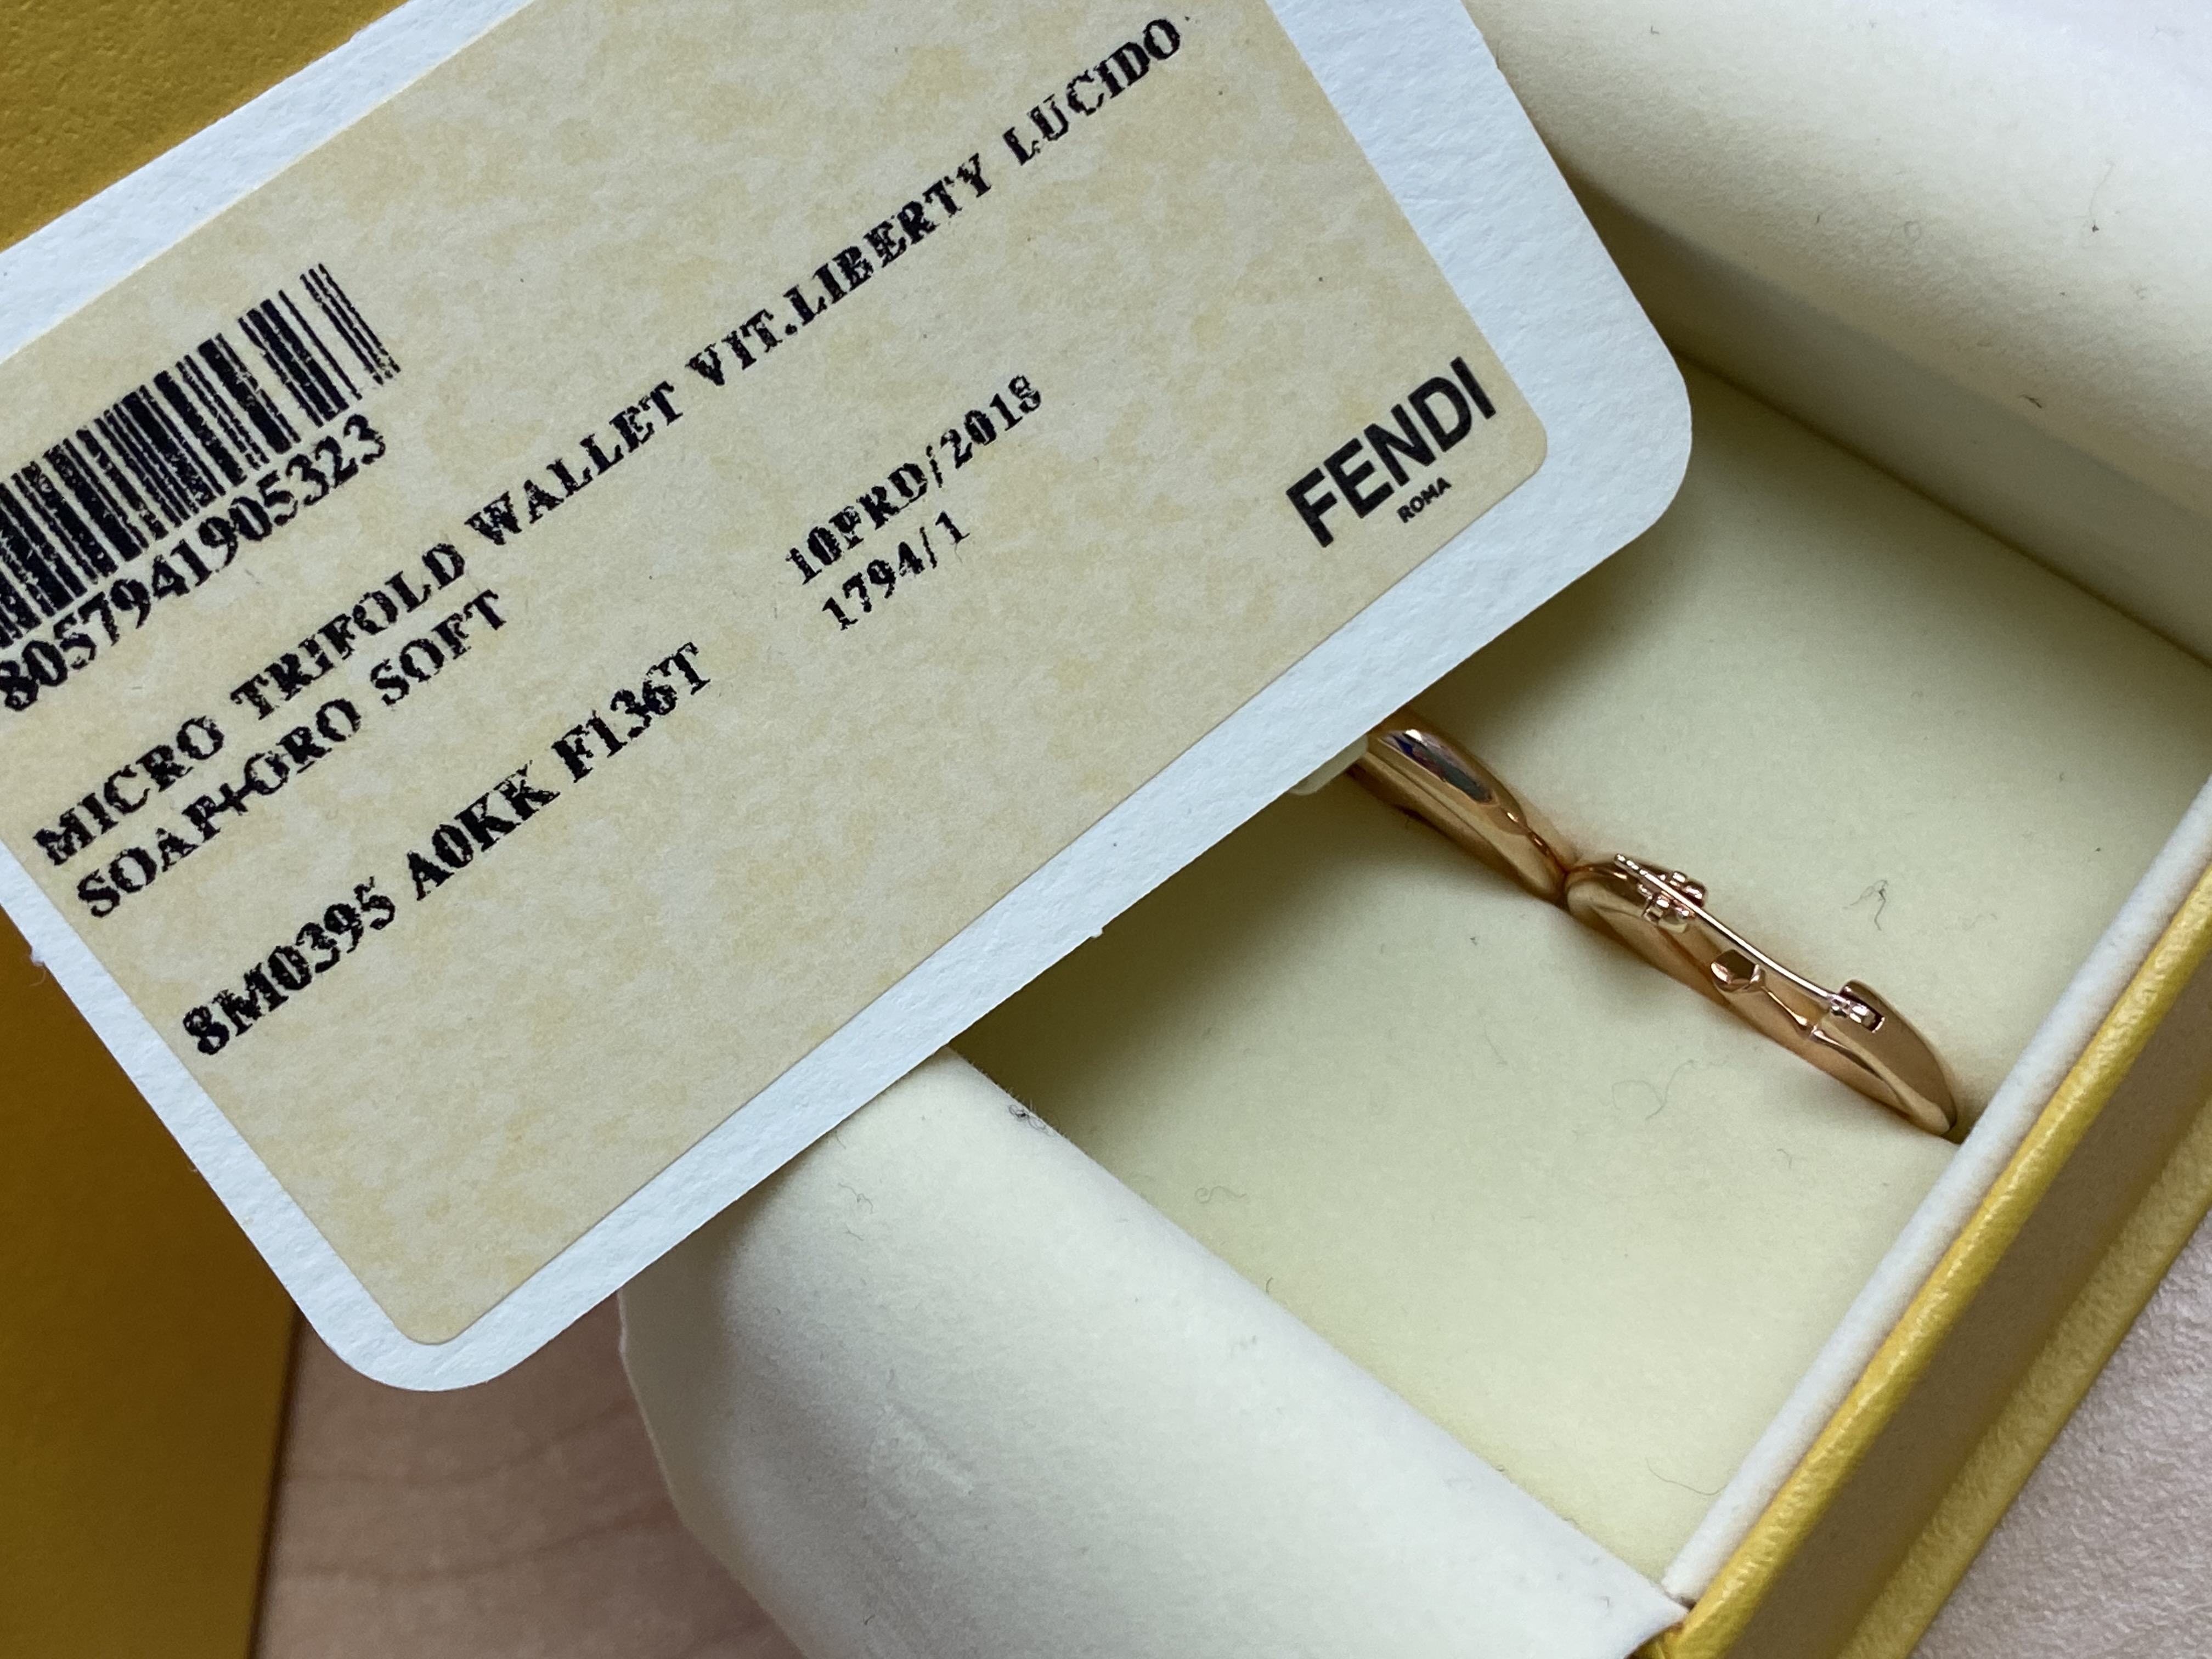 8057941905323
MICRO TRIFOLD WALLET VIT.LIBERTY LUCIDO
SOAP+ORO SOFT
8M0395 A0KK F136T
10PRD/2018
1794/1
FENDI
ROMA